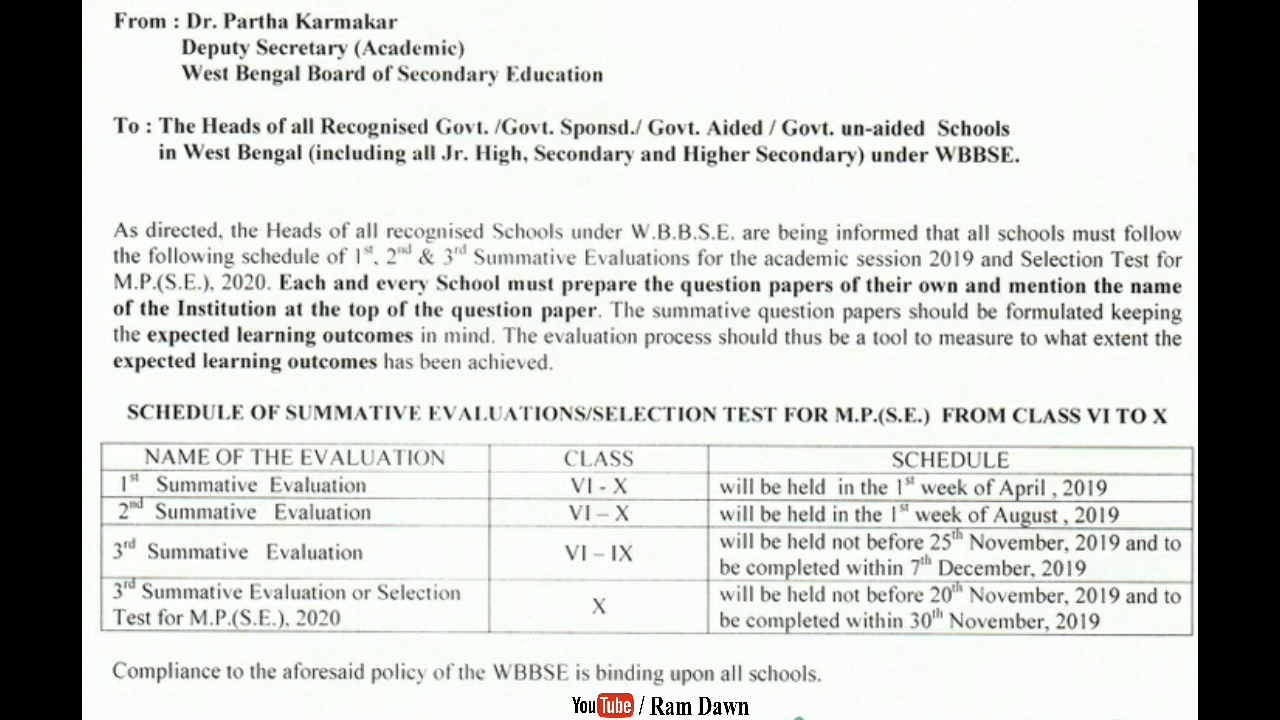 From : Dr. Partha Karmakar
Deputy Secretary (Academic)
West Bengal Board of Secondary Education
To : The Heads of all Recognised Govt. /Govt. Sponsd./ Govt. Aided / Govt. un-aided Schools
in West Bengal (including all Jr. High, Secondary and Higher Secondary) under WBBSE.
As directed, the Heads of all recognised Schools under W.B.B.S.E. are being informed that all schools must follow
the following schedule of 1st, 2nd & 3rd Summative Evaluations for the academic session 2019 and Selection Test for
M.P.(S.E.), 2020. Each and every School must prepare the question papers of their own and mention the name
of the Institution at the top of the question paper. The summative question papers should be formulated keeping
the expected learning outcomes in mind. The evaluation process should thus be a tool to measure to what extent the
expected learning outcomes has been achieved.
SCHEDULE OF SUMMATIVE EVALUATIONS/SELECTION TEST FOR M.P.(S.E.) FROM CLASS VI TO X
NAME OF THE EVALUATION CLASS SCHEDULE
1st Summative Evaluation VI - X will be held in the 1st week of April , 2019
2nd Summative Evaluation VI – X will be held in the 1st week of August , 2019
3rd Summative Evaluation VI – IX will be held not before 25th November, 2019 and to
be completed within 7th December, 2019
3rd Summative Evaluation or Selection X will be held not before 20th November, 2019 and to
Test for M.P.(S.E.), 2020 be completed within 30th November, 2019
Compliance to the aforesaid policy of the WBBSE is binding upon all schools.
YouTube / Ram Dawn